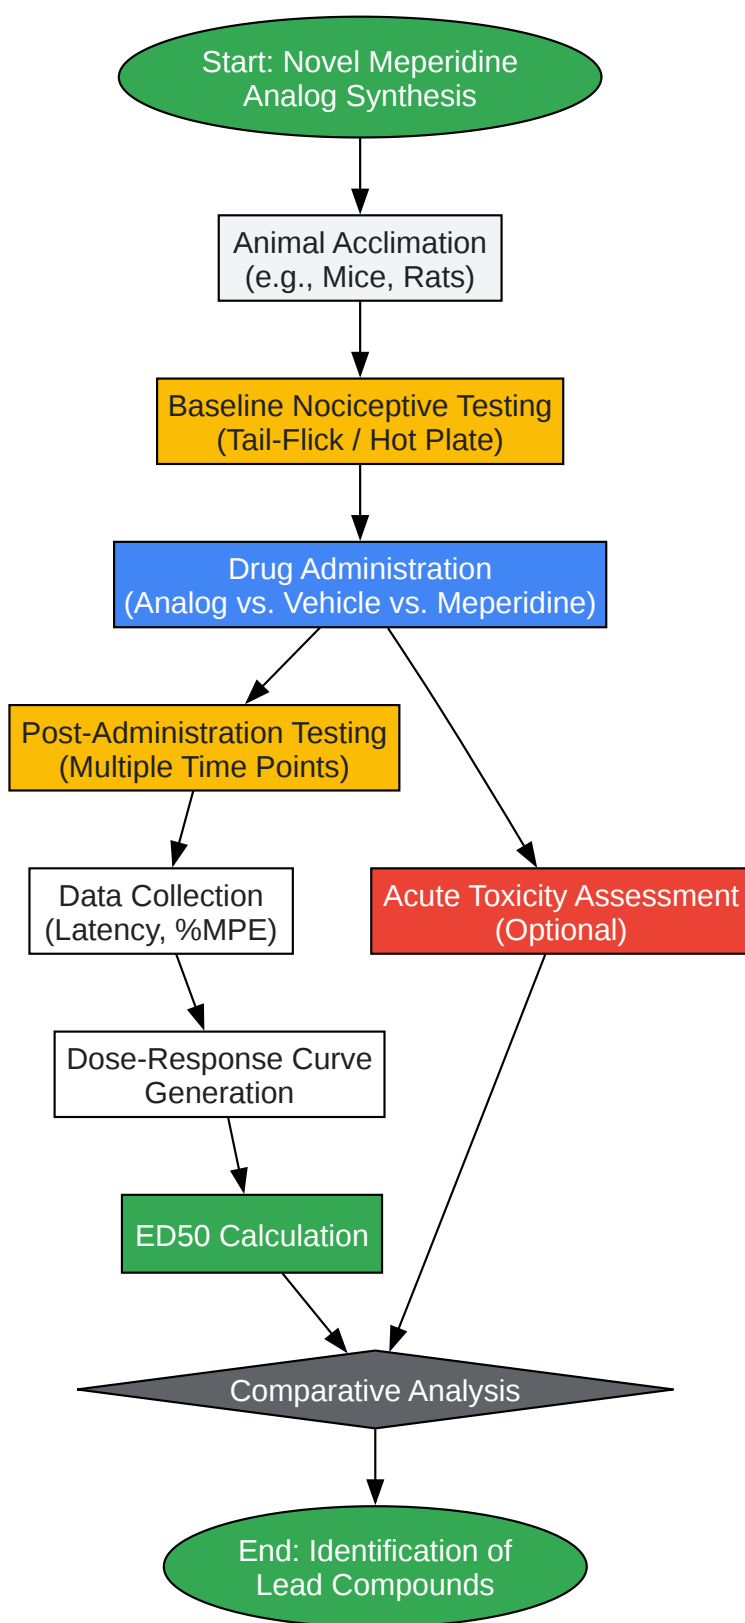 Start: Novel Meperidine
Analog Synthesis
Animal Acclimation
(e.g., Mice, Rats)
Baseline Nociceptive Testing
(Tail-Flick / Hot Plate)
Drug Administration
(Analog vs. Vehicle vs. Meperidine)
Post-Administration Testing
(Multiple Time Points)
Data Collection
(Latency, %MPE)
Acute Toxicity Assessment
(Optional)
Dose-Response Curve
Generation
ED50 Calculation
Comparative Analysis
End: Identification of
Lead Compounds